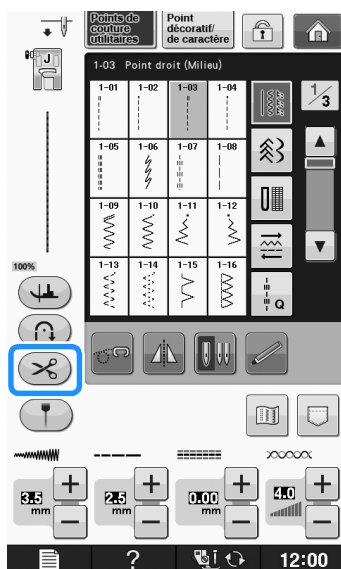 Points de
couture
utilitaires
Point
décoratif/
de caractère
J
1-03 Point droit (Milieu)
1-01 1-02 1-03 1-04
1/3
1-05 1-06 1-07 1-08
1-09 1-10 1-11 1-12
1-13 1-14 1-15 1-16
Q
100%
3.5 mm
2.5 mm
0.00 mm
4.0
?
12:00